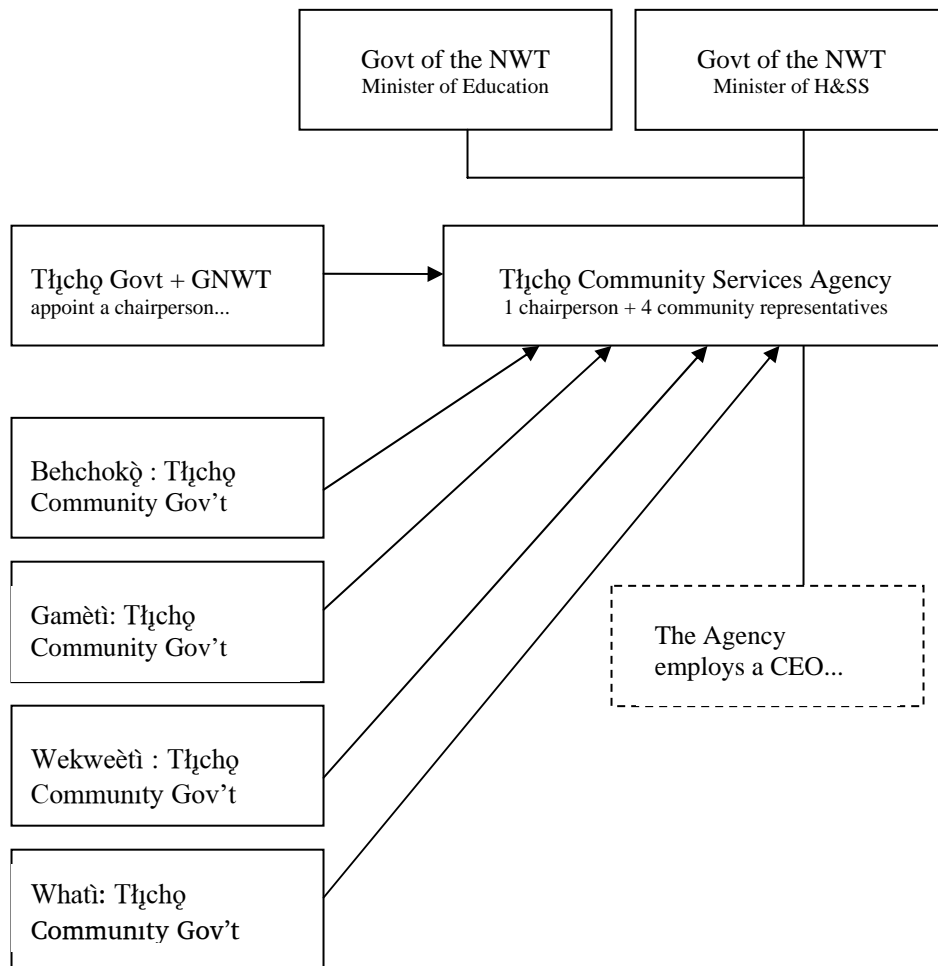 Govt of the NWT
Minister of Education
Govt of the NWT
Minister of H&SS
Tłı̨chǫ Govt + GNWT
appoint a chairperson...
Tłı̨chǫ Community Services Agency
1 chairperson + 4 community representatives
Behchokǫ̀ : Tłı̨chǫ
Community Gov’t
Gamètì: Tłı̨chǫ
Community Gov’t
The Agency
employs a CEO...
Wekweètì : Tłı̨chǫ
Communıty Gov’t
Whatì: Tłı̨chǫ
Communıty Gov’t